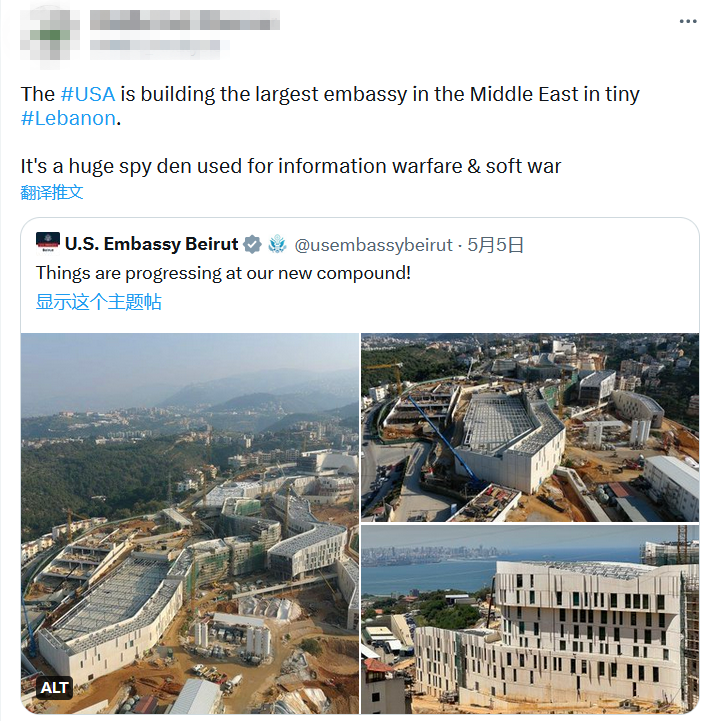 The #USA is building the largest embassy in the Middle East in tiny
#Lebanon.
It's a huge spy den used for information warfare & soft war
翻译推文
U.S. Embassy Beirut @usembassybeirut · 5月5日
Things are progressing at our new compound!
显示这个主题帖
ALT